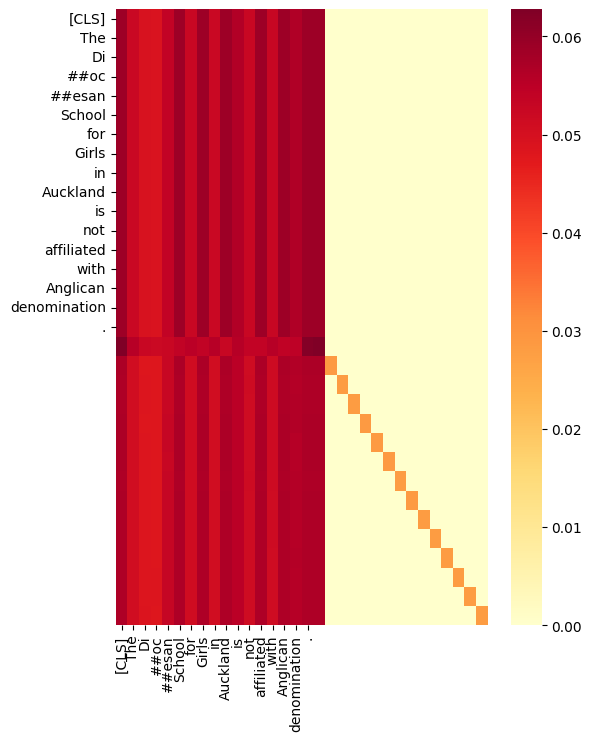 [CLS]
The
Di
##oc
##esan
School
for
Girls
in
Auckland
is
not
affiliated
with
Anglican
denomination
.
0.06
0.05
0.04
0.03
0.02
0.01
0.00
[CLS]
The
Di
##oc
##esan
School
for
Girls
in
Auckland
is
not
affiliated
with
Anglican
denomination
.